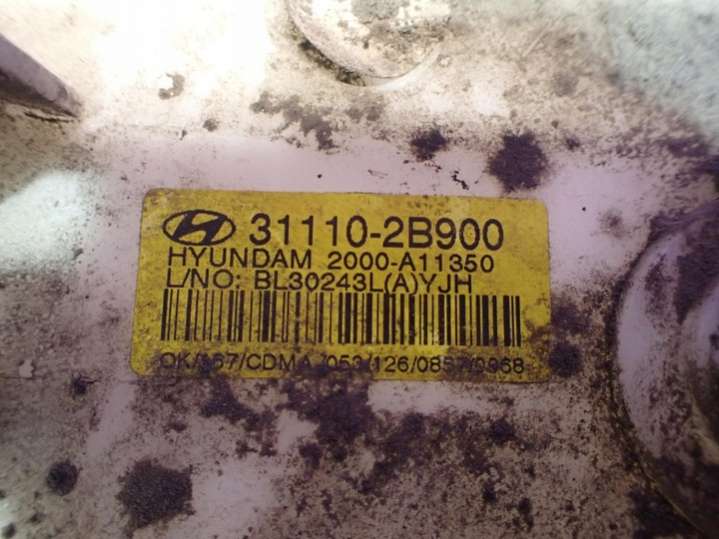 31110-2B900
HYUNDAM 2000-A11350
L/NO: BL30243L(A)YJH